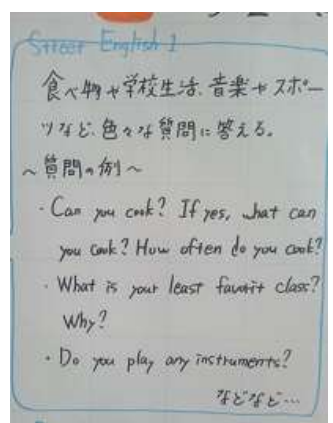 Street English 1
食べ物や学校生活、音楽やスポー
ツなど、色々な質問に答える。
～質問の例～
・Can you cook? If yes, what can
you cook? How often do you cook?
・What is your least favorit class?
Why?
・Do you play any instruments?
などなど…